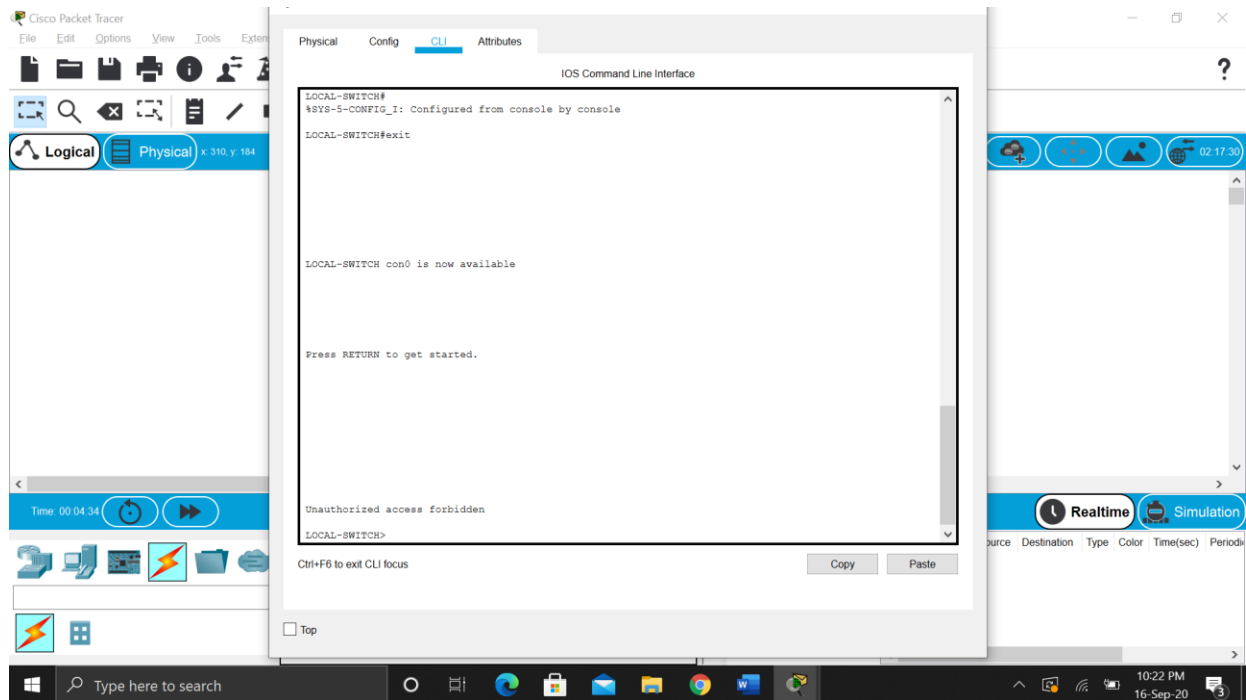 Cisco Packet Tracer
File Edit Options View Tools
Physical Config CLI Attributes
IOS Command Line Interface
LOCAL-SWITCH#
%SYS-5-CONFIG_I: Configured from console by console
LOCAL-SWITCH#exit
LOCAL-SWITCH con0 is now available
Press RETURN to get started.
Unauthorized access forbidden
LOCAL-SWITCH>
Ctrl+F6 to exit CLI focus
Copy Paste
Top
?
Logical Physical x: 310, y: 184
02:17:30
Time: 00:04:34
Realtime Simulation
Destination Type Color Time(sec)
Type here to search
10:22 PM
16-Sep-20
3